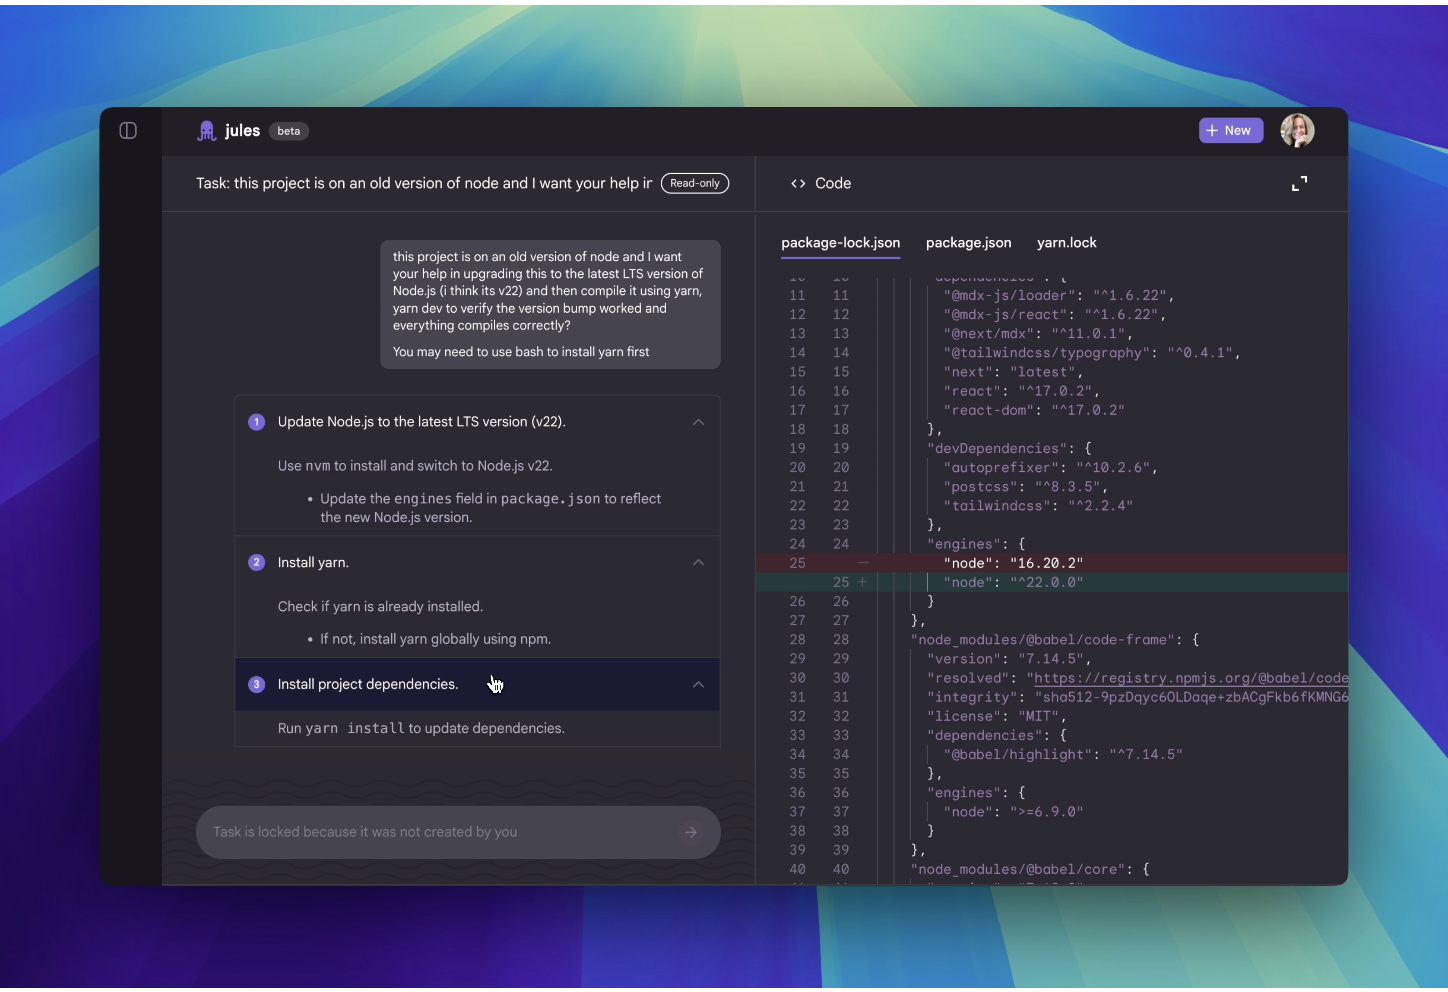 jules beta
+ New
Task: this project is on an old version of node and I want your help in
Read-only
<> Code
this project is on an old version of node and I want
your help in upgrading this to the latest LTS version of
Node.js (i think its v22) and then compile it using yarn,
yarn dev to verify the version bump worked and
everything compiles correctly?
You may need to use bash to install yarn first
1 Update Node.js to the latest LTS version (v22).
Use nvm to install and switch to Node.js v22.
• Update the engines field in package.json to reflect
the new Node.js version.
2 Install yarn.
Check if yarn is already installed.
• If not, install yarn globally using npm.
3 Install project dependencies.
Run yarn install to update dependencies.
Task is locked because it was not created by you
package-lock.json package.json yarn.lock
10 10 "dependencies": {
11 11 "@mdx-js/loader": "^1.6.22",
12 12 "@mdx-js/react": "^1.6.22",
13 13 "@next/mdx": "^11.0.1",
14 14 "@tailwindcss/typography": "^0.4.1",
15 15 "next": "latest",
16 16 "react": "^17.0.2",
17 17 "react-dom": "^17.0.2"
18 18 },
19 19 "devDependencies": {
20 20 "autoprefixer": "^10.2.6",
21 21 "postcss": "^8.3.5",
22 22 "tailwindcss": "^2.2.4"
23 23 },
24 24 "engines": {
25 − "node": "16.20.2"
25 + "node": "^22.0.0"
26 26 }
27 27 },
28 28 "node_modules/@babel/code-frame": {
29 29 "version": "7.14.5",
30 30 "resolved": "https://registry.npmjs.org/@babel/code
31 31 "integrity": "sha512-9pzDqyc6OLDaqe+zbACgFkb6fKMNG6
32 32 "license": "MIT",
33 33 "dependencies": {
34 34 "@babel/highlight": "^7.14.5"
35 35 },
36 36 "engines": {
37 37 "node": ">=6.9.0"
38 38 }
39 39 },
40 40 "node_modules/@babel/core": {